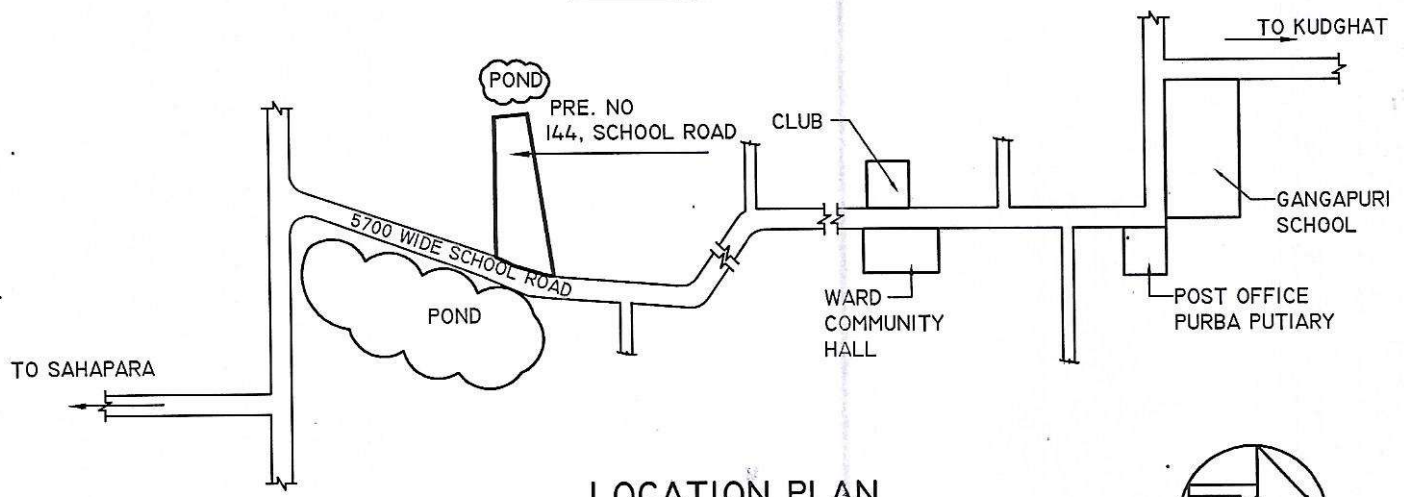 TO KUDGHAT
POND
PRE. NO
144, SCHOOL ROAD
CLUB
GANGAPURI
SCHOOL
5700 WIDE SCHOOL ROAD
POND
WARD
COMMUNITY
HALL
POST OFFICE
PURBA PUTIARY
TO SAHAPARA
LOCATION PLAN